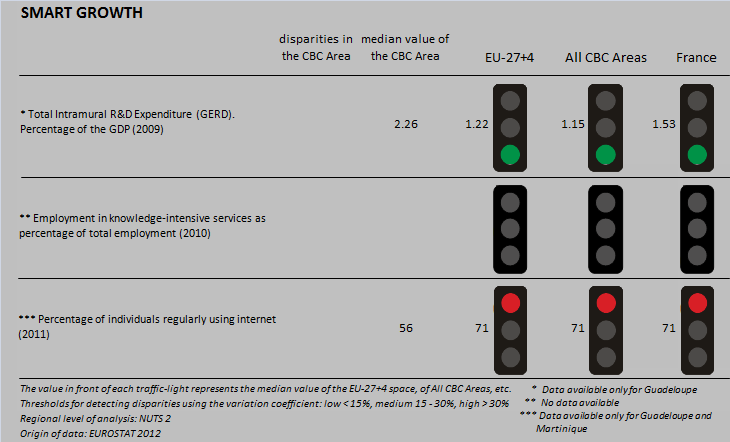 SMART GROWTH
disparities in the CBC Area
median value of the CBC Area
EU-27+4
All CBC Areas
France
* Total Intramural R&D Expenditure (GERD).
Percentage of the GDP (2009)
2.26
1.22
1.15
1.53
** Employment in knowledge-intensive services as
percentage of total employment (2010)
*** Percentage of individuals regularly using internet
(2011)
56
71
71
71
The value in front of each traffic-light represents the median value of the EU-27+4 space, of All CBC Areas, etc.
Thresholds for detecting disparities using the variation coefficient: low < 15%, medium 15 - 30%, high > 30%
Regional level of analysis: NUTS 2
Origin of data: EUROSTAT 2012
* Data available only for Guadeloupe
** No data available
*** Data available only for Guadeloupe and
Martinique